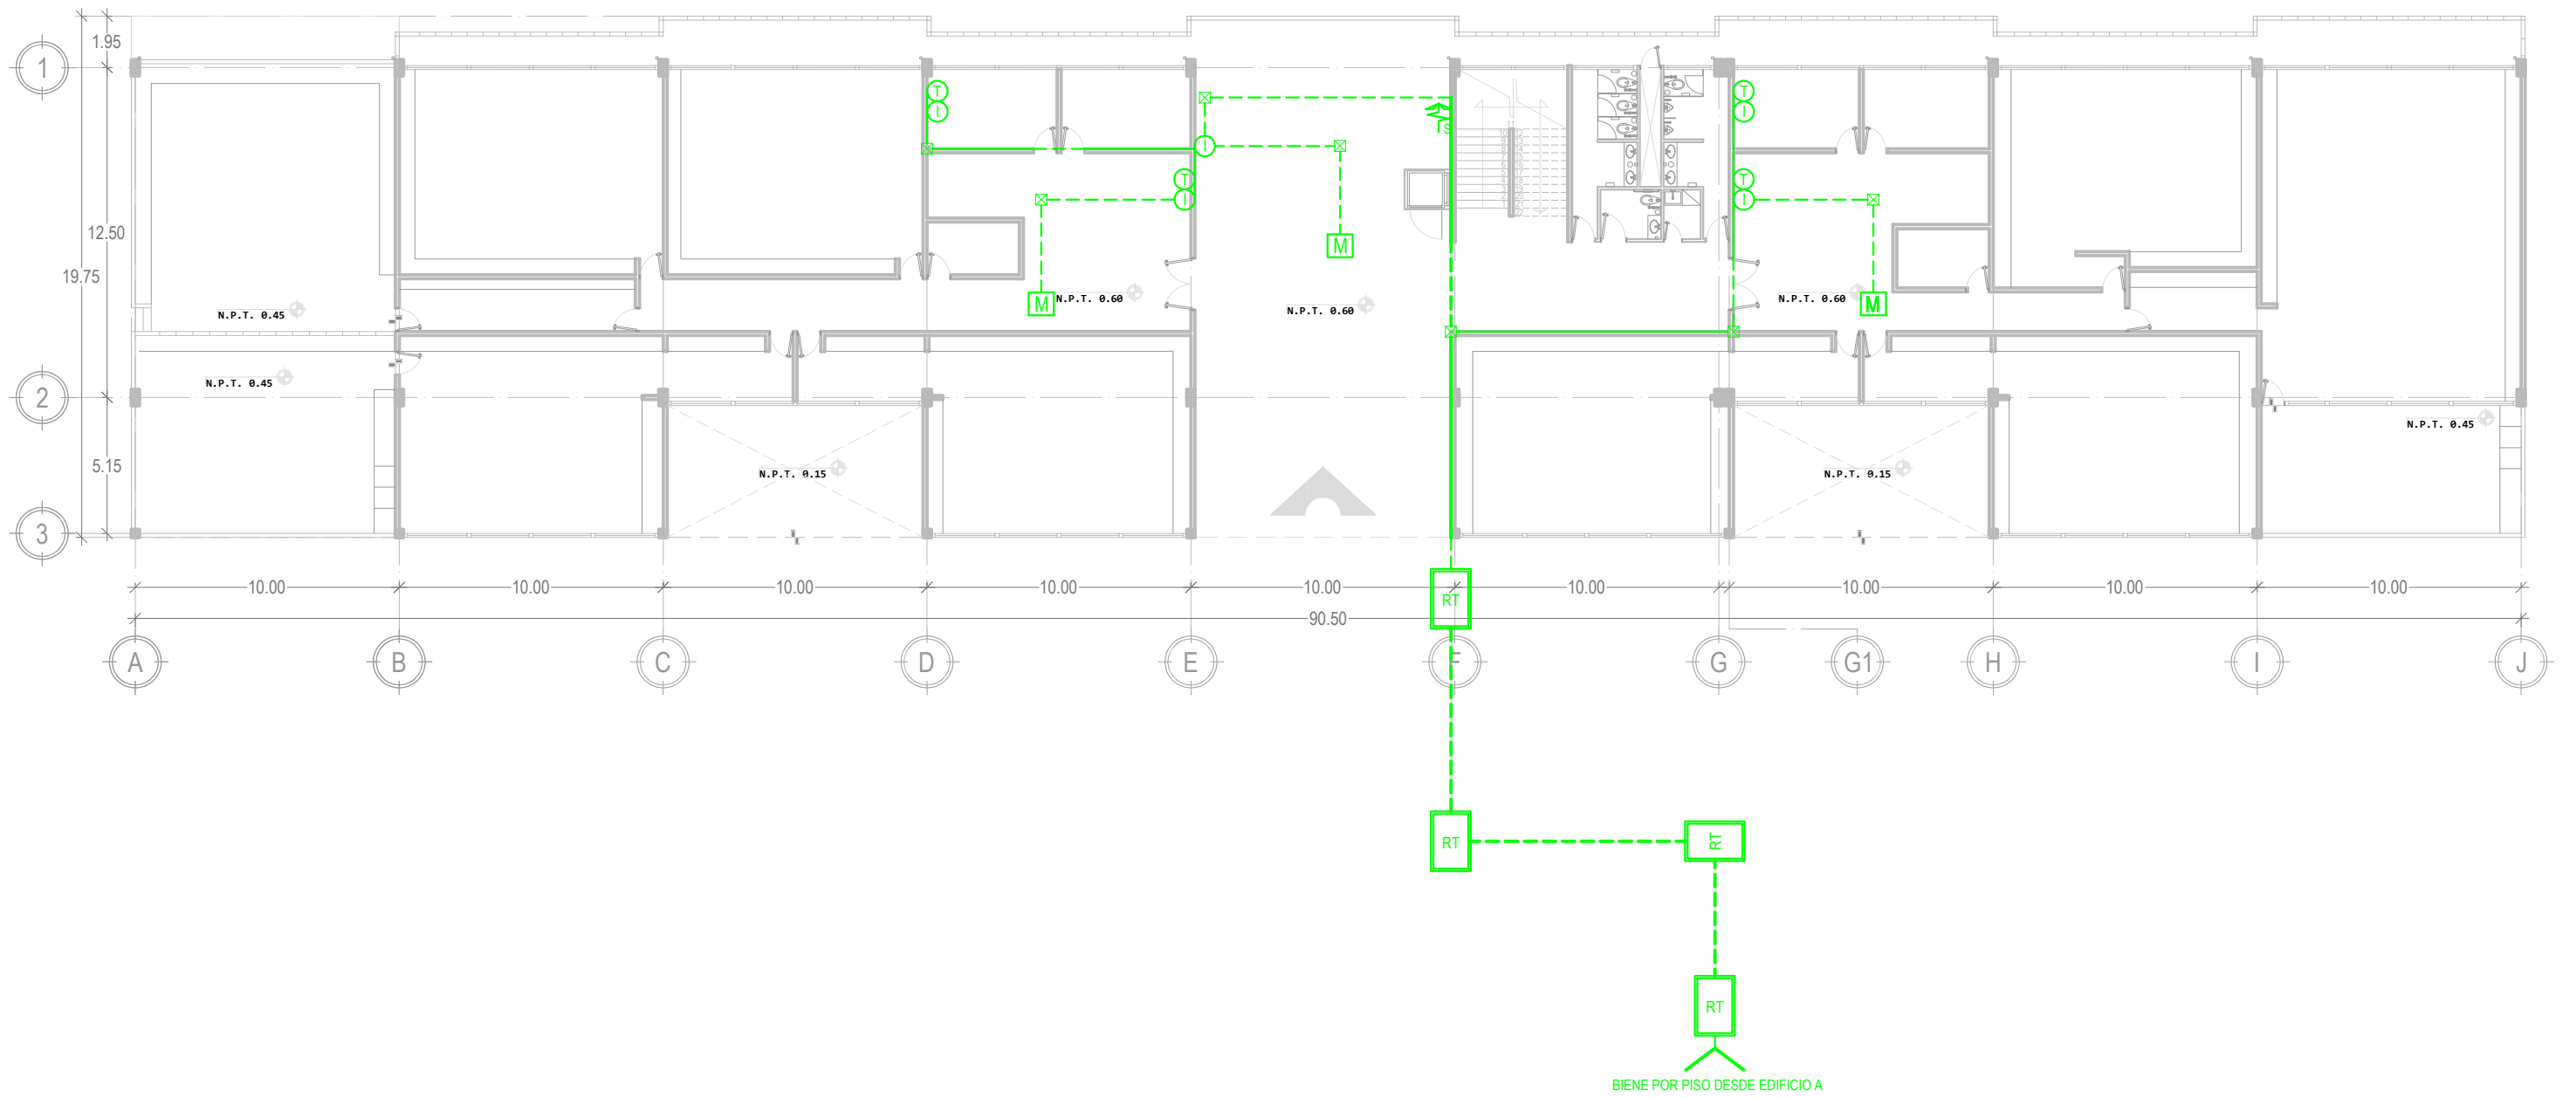 1.95
1
T
I
T
I
S
I
T
I
T
I
12.50
M
19.75
N.P.T. 0.45
M
N.P.T. 0.60
N.P.T. 0.60
N.P.T. 0.60
M
N.P.T. 0.45
2
N.P.T. 0.45
5.15
N.P.T. 0.15
N.P.T. 0.15
3
10.00
10.00
10.00
10.00
10.00
10.00
10.00
10.00
10.00
RT
90.50
A
B
C
D
E
F
G
G1
H
I
J
RT
RT
RT
BIENE POR PISO DESDE EDIFICIO A